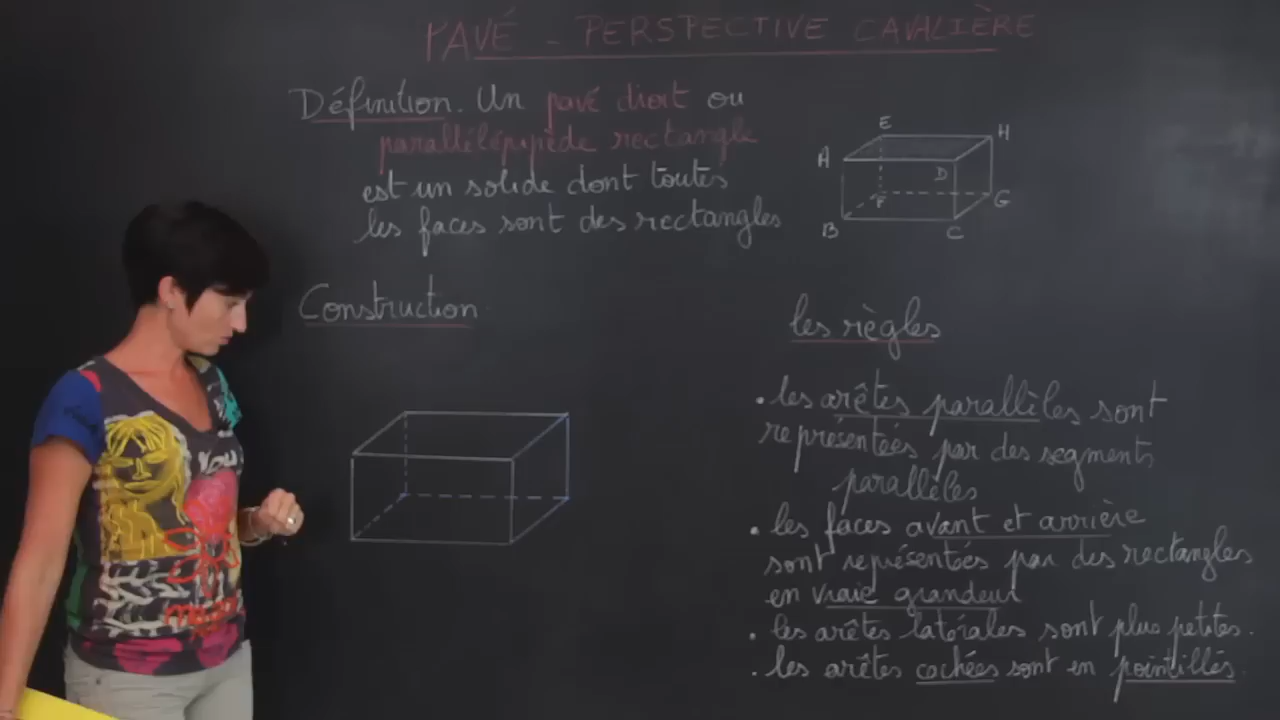 PAVÉ - PERSPECTIVE CAVALIÈRE
Définition. Un pavé droit ou
parallélépipède rectangle
est un solide dont toutes
les faces sont des rectangles
E
H
A
D
F
G
B
C
Construction.
les règles
• les arêtes parallèles sont
représentées par des segments
parallèles
• les faces avant et arrière
sont représentées par des rectangles
en vraie grandeur
• les arêtes latérales sont plus petites.
• les arêtes cachées sont en pointillés.